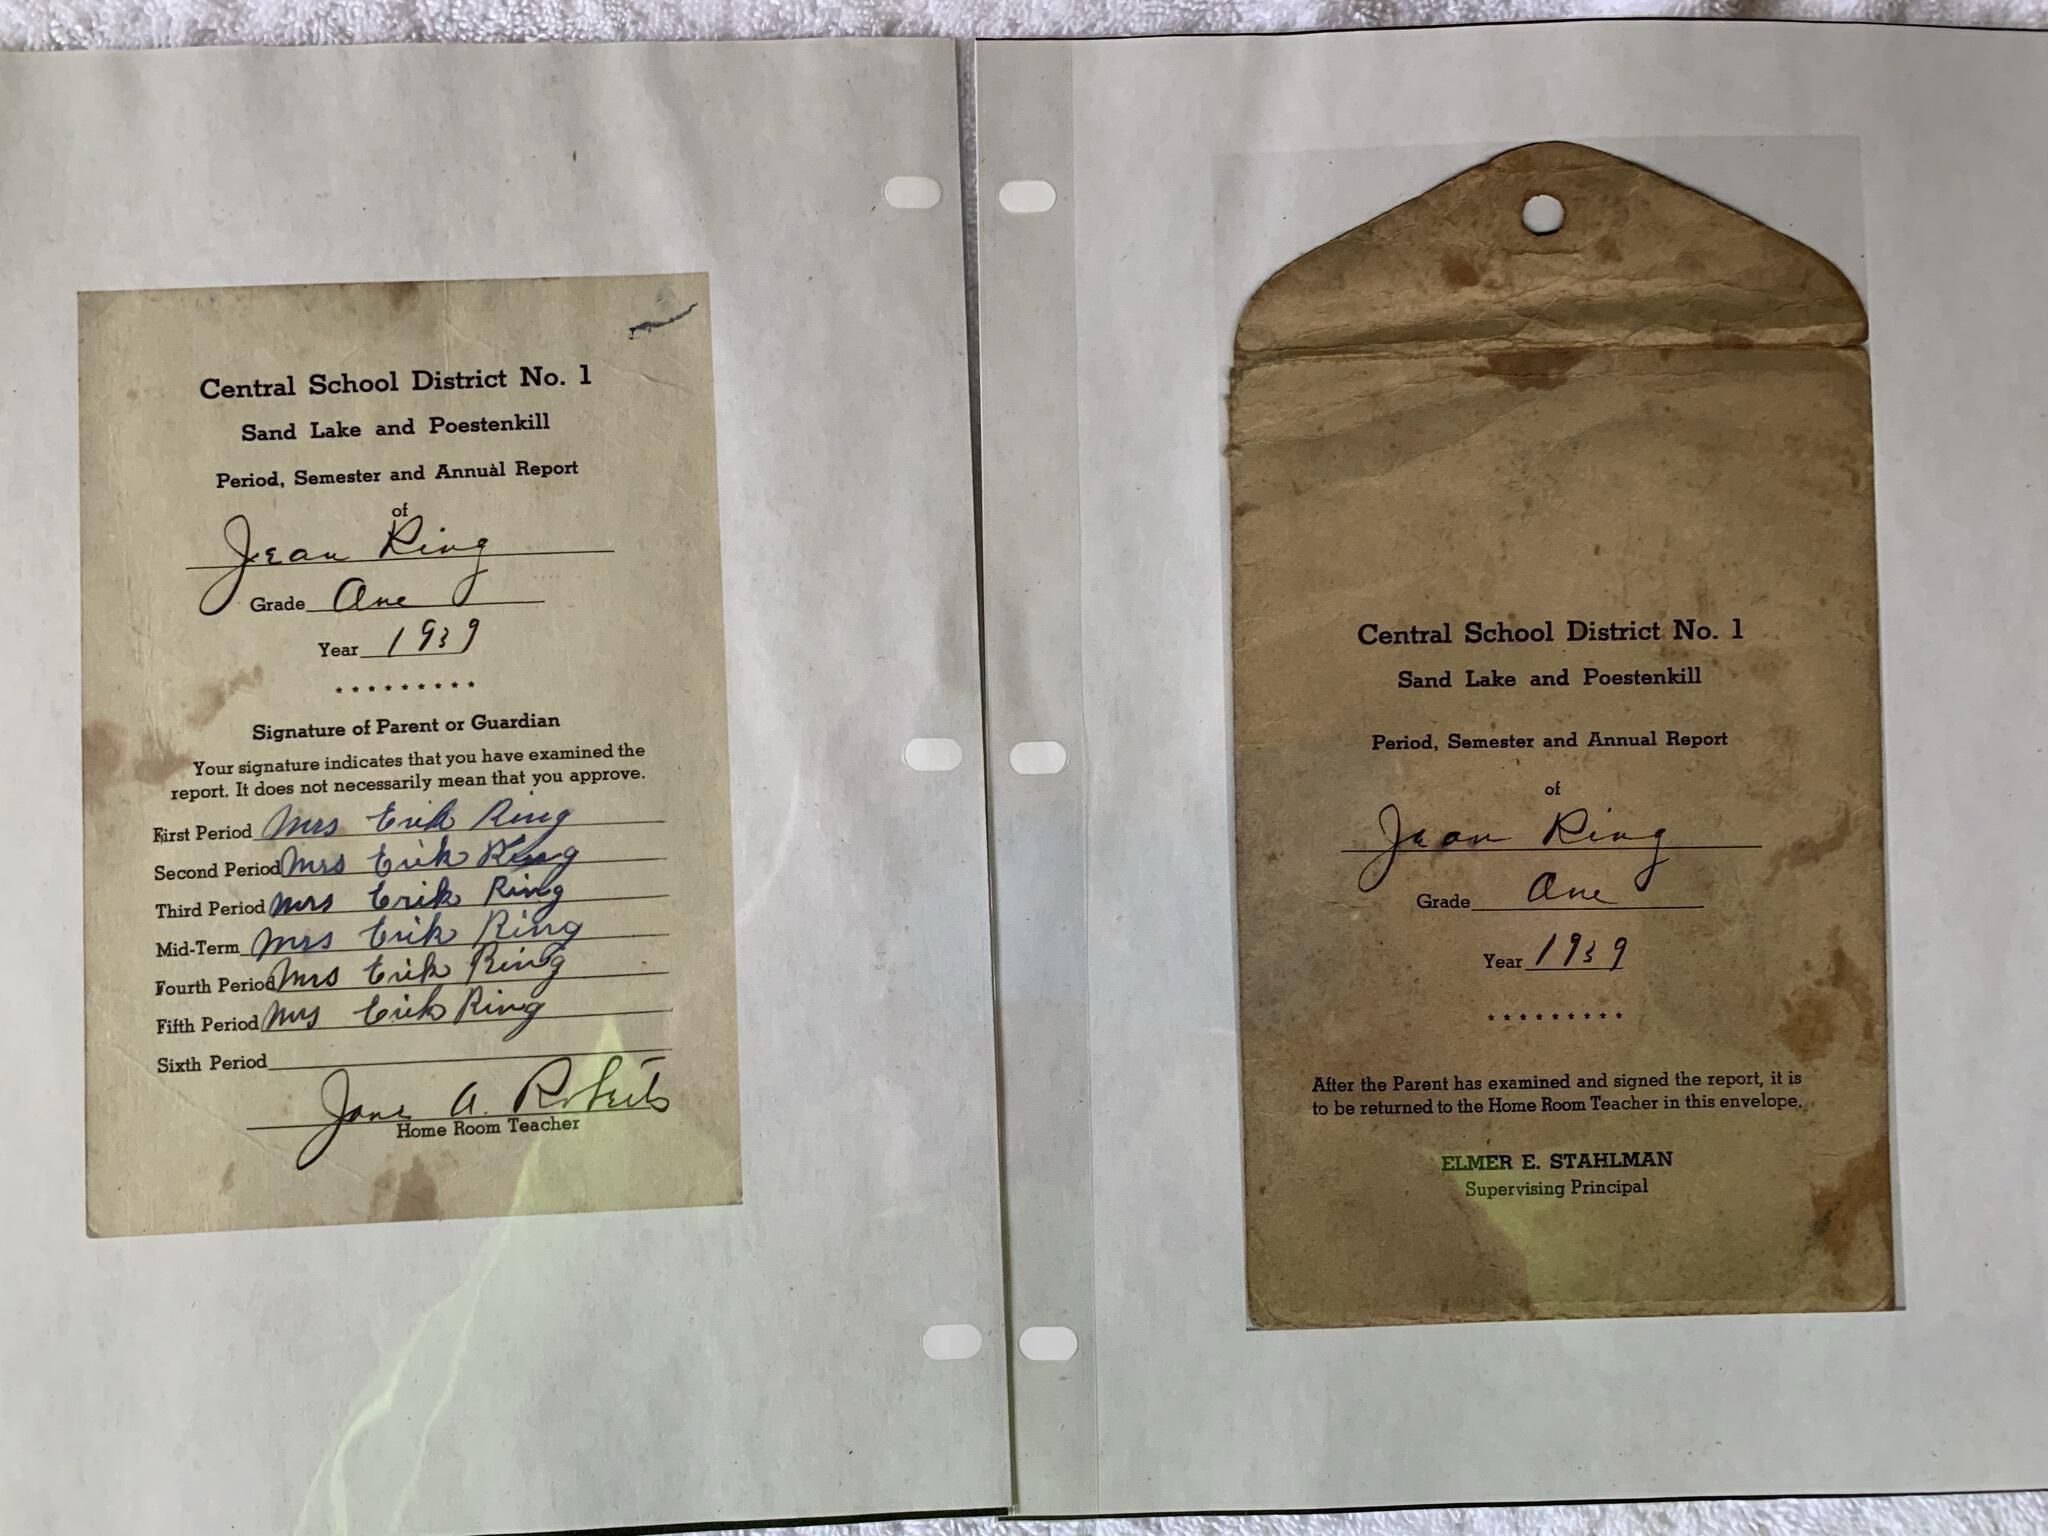 Central School District No. 1
Sand Lake and Poestenkill
Period, Semester and Annual Report
of
Jean Ring
Grade One
Year 1939
* * * * * * * * *
Signature of Parent or Guardian
Your signature indicates that you have examined the
report. It does not necessarily mean that you approve.
First Period Mrs Erik Ring
Second Period Mrs Erik Ring
Third Period Mrs Erik Ring
Mid-Term Mrs Erik Ring
Fourth Period Mrs Erik Ring
Fifth Period Mrs Erik Ring
Sixth Period
Jane A. Roberts
Home Room Teacher
Central School District No. 1
Sand Lake and Poestenkill
Period, Semester and Annual Report
of
Jean Ring
Grade One
Year 1939
* * * * * * * * *
After the Parent has examined and signed the report, it is
to be returned to the Home Room Teacher in this envelope.
ELMER E. STAHLMAN
Supervising Principal